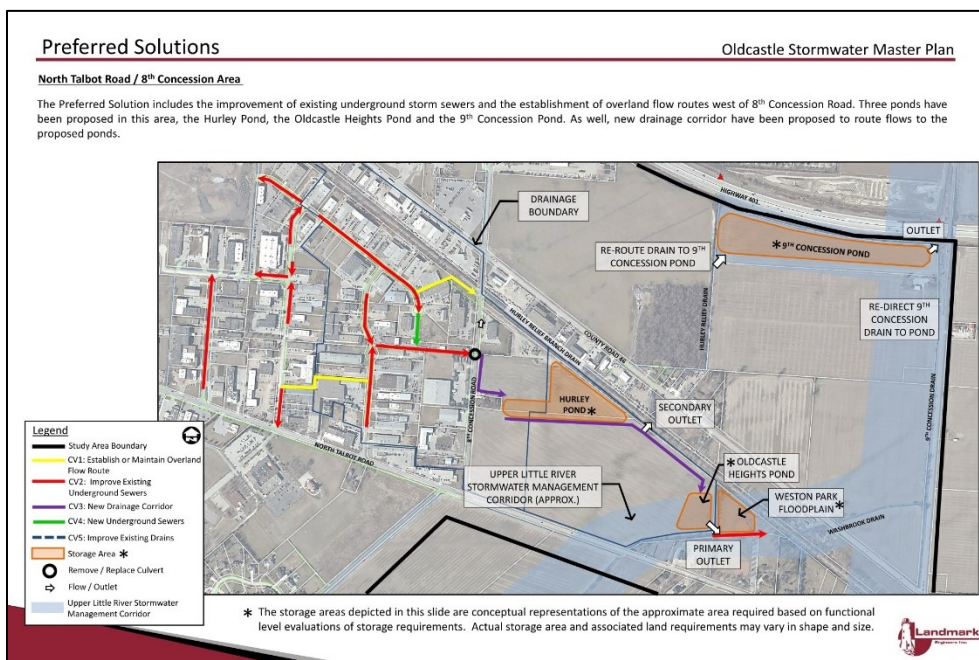 Preferred Solutions
Oldcastle Stormwater Master Plan
North Talbot Road / 8th Concession Area
The Preferred Solution includes the improvement of existing underground storm sewers and the establishment of overland flow routes west of 8th Concession Road. Three ponds have
been proposed in this area, the Hurley Pond, the Oldcastle Heights Pond and the 9th Concession Pond. As well, new drainage corridor have been proposed to route flows to the
proposed ponds.
DRAINAGE
BOUNDARY
HIGHWAY 401
OUTLET
* 9TH CONCESSION POND
RE-ROUTE DRAIN TO 9TH
CONCESSION POND
HURLEY RELIEF DRAIN
RE-DIRECT 9TH
CONCESSION
DRAIN TO POND
HURLEY RELIEF BRANCH DRAIN
COUNTY ROAD 46
8TH CONCESSION ROAD
HURLEY
POND *
SECONDARY
OUTLET
9TH CONCESSION DRAIN
NORTH TALBOT ROAD
UPPER LITTLE RIVER
STORMWATER MANAGEMENT
CORRIDOR (APPROX.)
* OLDCASTLE
HEIGHTS POND
WESTON PARK
FLOODPLAIN *
WASHBROOK DRAIN
PRIMARY
OUTLET
Legend
Study Area Boundary
CV1: Establish or Maintain Overland
Flow Route
CV2: Improve Existing
Underground Sewers
CV3: New Drainage Corridor
CV4: New Underground Sewers
CV5: Improve Existing Drains
Storage Area *
Remove / Replace Culvert
Flow / Outlet
Upper Little River Stormwater
Management Corridor
* The storage areas depicted in this slide are conceptual representations of the approximate area required based on functional
level evaluations of storage requirements. Actual storage area and associated land requirements may vary in shape and size.
Landmark
Engineers Inc.